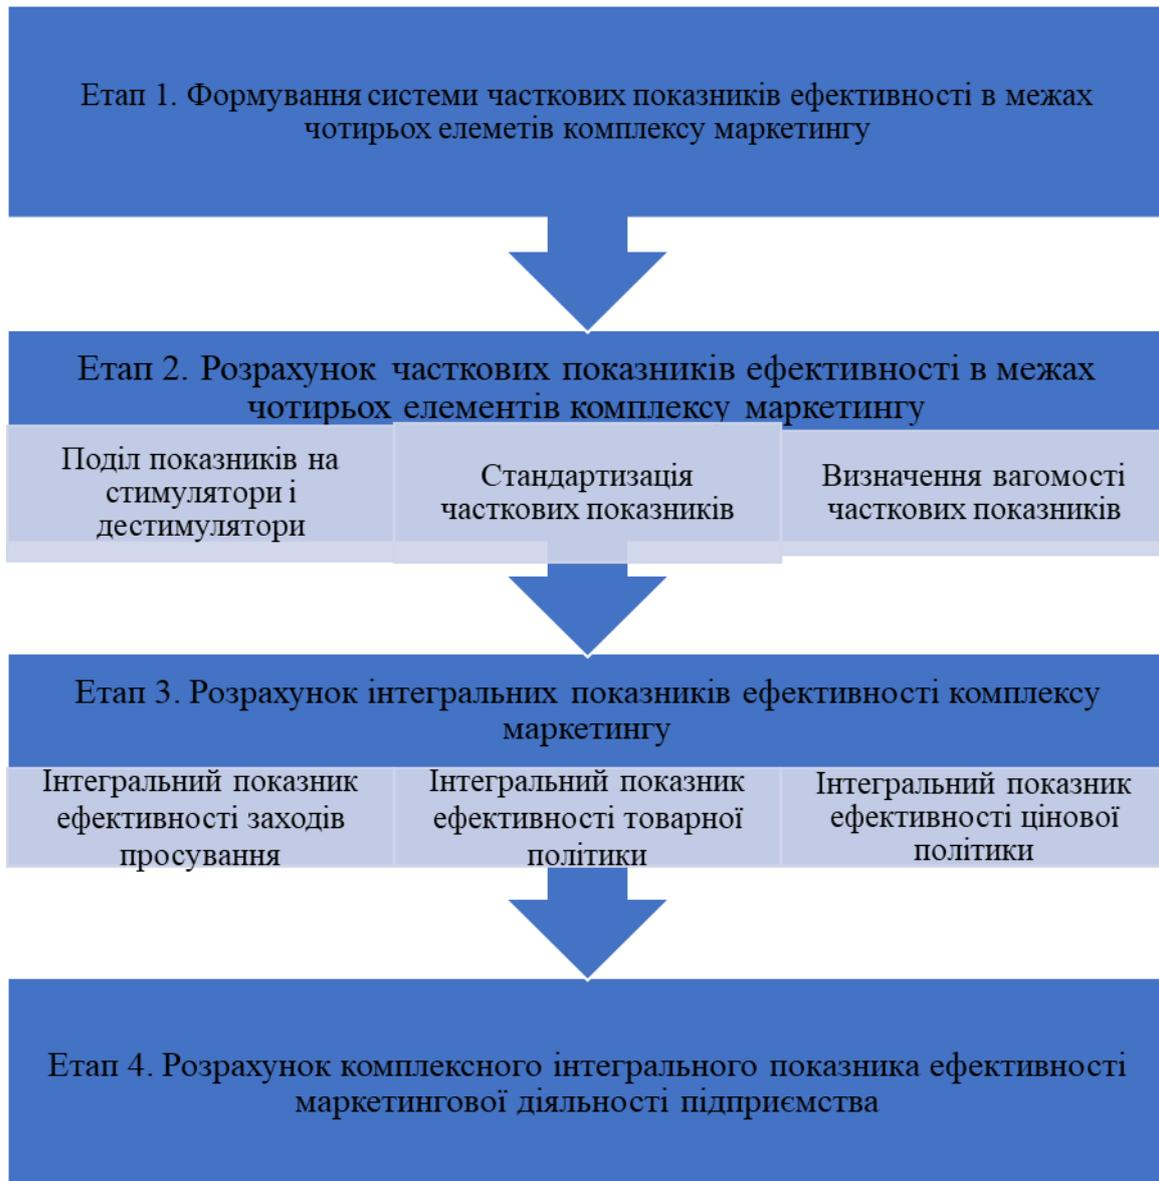 Етап 1. Формування системи часткових показників ефективності в межах
чотирьох елеметів комплексу маркетингу
Етап 2. Розрахунок часткових показників ефективності в межах
чотирьох елементів комплексу маркетингу
Поділ показників на
стимулятори і
дестимулятори
Стандартизація
часткових показників
Визначення вагомості
часткових показників
Етап 3. Розрахунок інтегральних показників ефективності комплексу
маркетингу
Інтегральний показник
ефективності заходів
просування
Інтегральний показник
ефективності товарної
політики
Інтегральний показник
ефективності цінової
політики
Етап 4. Розрахунок комплексного інтегрального показника ефективності
маркетингової діяльності підприємства